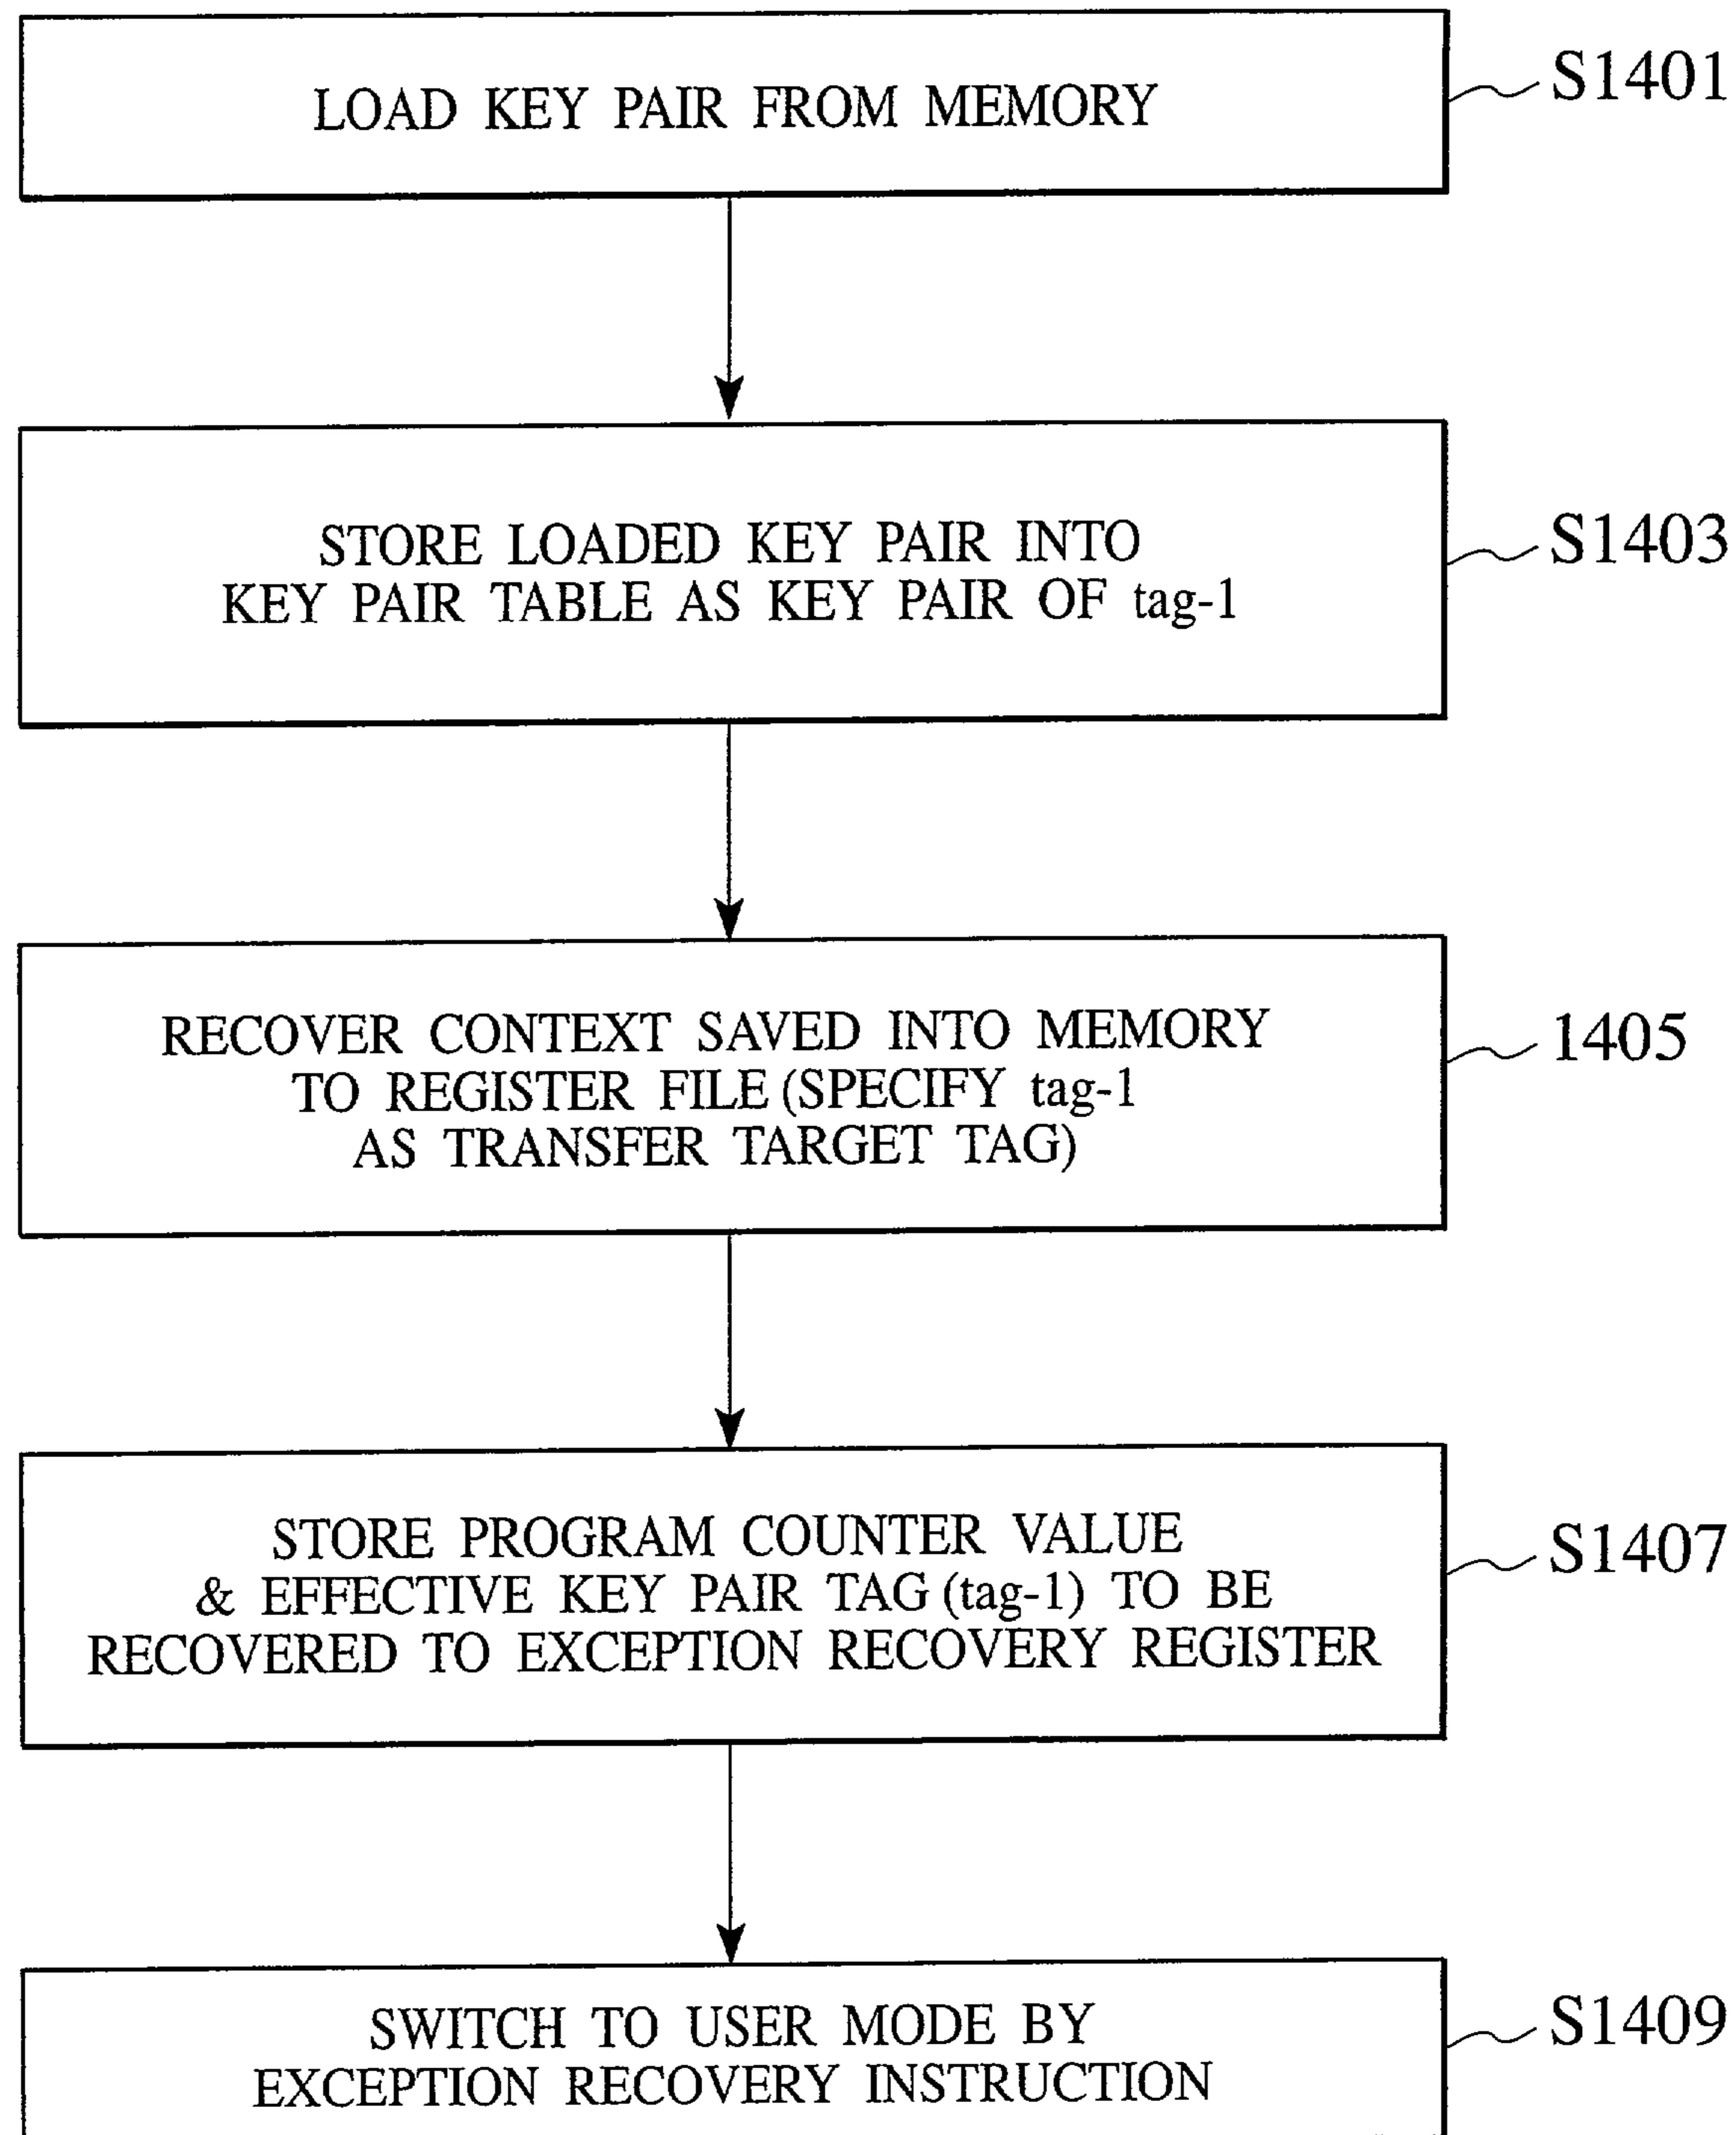 LOAD KEY PAIR FROM MEMORY
S1401
STORE LOADED KEY PAIR INTO
KEY PAIR TABLE AS KEY PAIR OF tag-1
S1403
RECOVER CONTEXT SAVED INTO MEMORY
TO REGISTER FILE (SPECIFY tag-1
AS TRANSFER TARGET TAG)
1405
STORE PROGRAM COUNTER VALUE
& EFFECTIVE KEY PAIR TAG (tag-1) TO BE
RECOVERED TO EXCEPTION RECOVERY REGISTER
S1407
SWITCH TO USER MODE BY
EXCEPTION RECOVERY INSTRUCTION
S1409